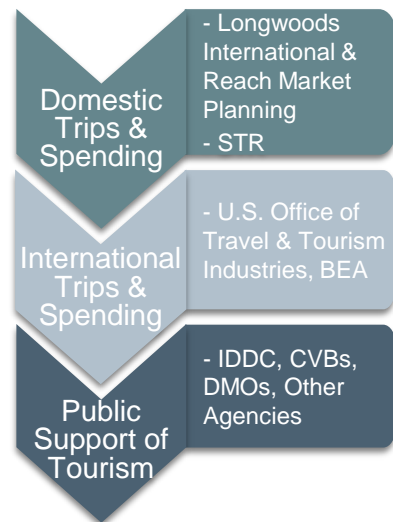 Domestic
Trips &
Spending
- Longwoods
International &
Reach Market
Planning
- STR
International
Trips &
Spending
- U.S. Office of
Travel & Tourism
Industries, BEA
Public
Support of
Tourism
- IDDC, CVBs,
DMOs, Other
Agencies